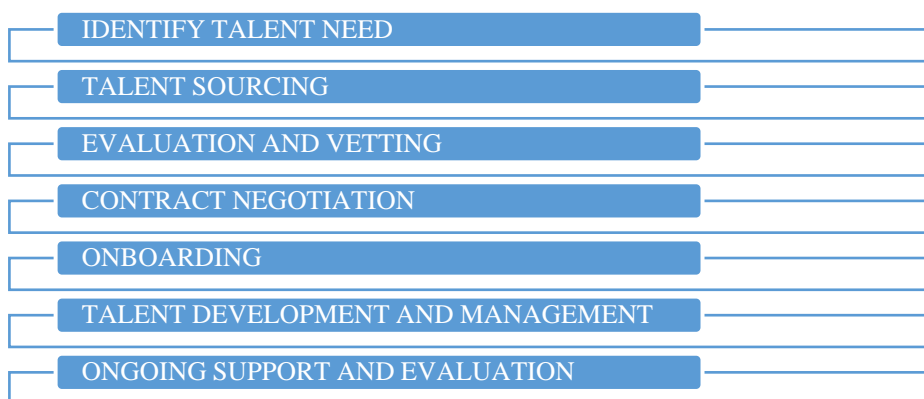 IDENTIFY TALENT NEED
TALENT SOURCING
EVALUATION AND VETTING
CONTRACT NEGOTIATION
ONBOARDING
TALENT DEVELOPMENT AND MANAGEMENT
ONGOING SUPPORT AND EVALUATION